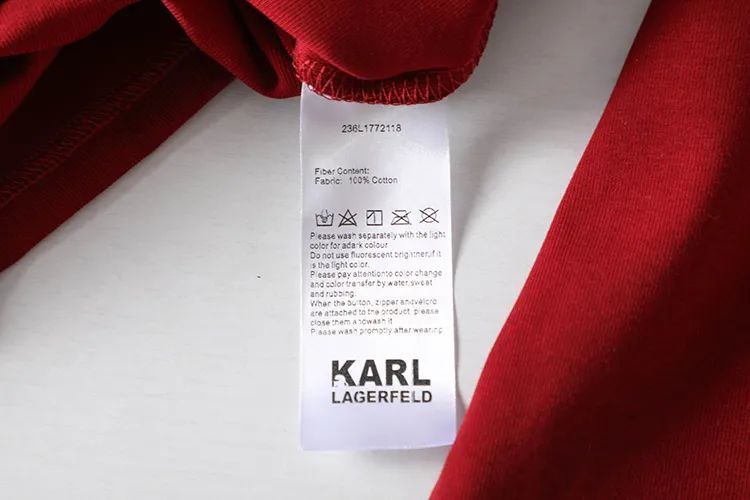 236L1772118
Fiber Content:
Fabric: 100% Cotton
Please wash separately with the light
color for adark colour
Do not use fluorescent brightner,if it
is the light color.
Please pay attentionto color change
and color transfer by water,sweat
and rubbing.
When the button, zipper andvelcro
are attached to the product, please
close them andwash it
Please wash promptly after wearing
KARL
LAGERFELD